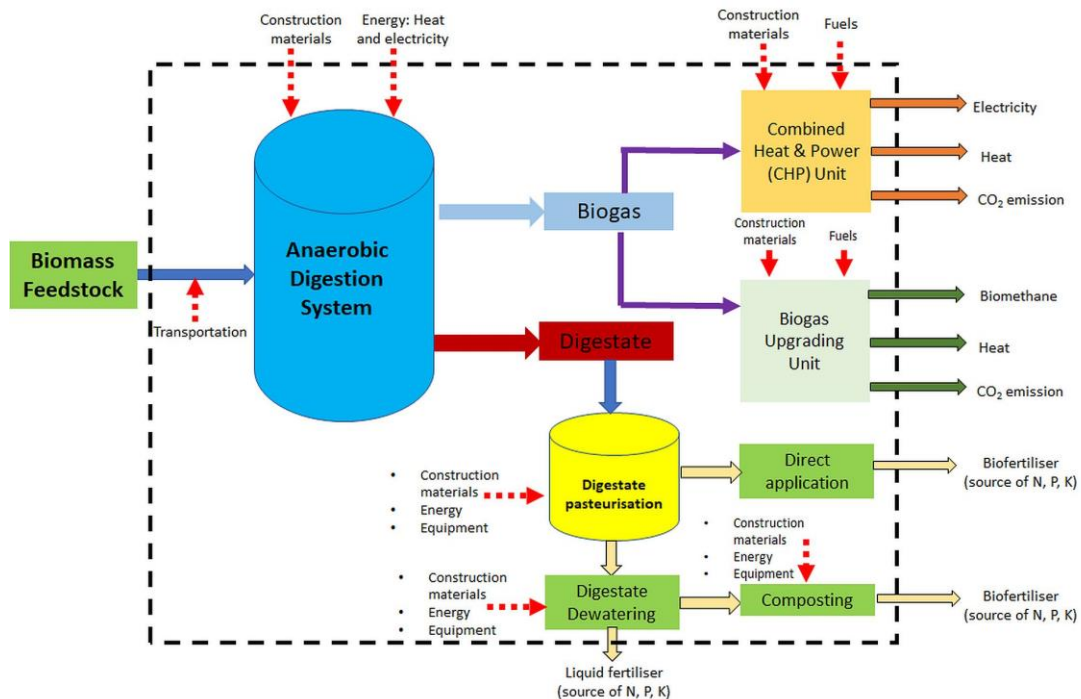 Construction
materials
Energy: Heat
and electricity
Construction
materials
Fuels
Biomass
Feedstock
Transportation
Anaerobic
Digestion
System
Biogas
Digestate
Combined
Heat & Power
(CHP) Unit
Electricity
Heat
CO₂ emission
Construction
materials
Fuels
Biogas
Upgrading
Unit
Biomethane
Heat
CO₂ emission
• Construction
materials
• Energy
• Equipment
Digestate
pasteurisation
Direct
application
Biofertiliser
(source of N, P, K)
• Construction
materials
• Energy
• Equipment
• Construction
materials
• Energy
• Equipment
Digestate
Dewatering
Composting
Biofertiliser
(source of N, P, K)
Liquid fertiliser
(source of N, P, K)